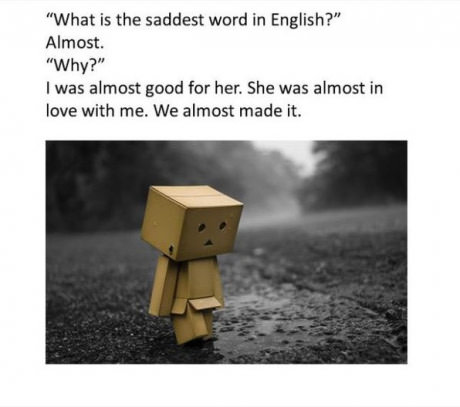 “What is the saddest word in English?”
Almost.
“Why?”
I was almost good for her. She was almost in
love with me. We almost made it.